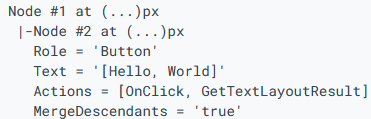 Node #1 at (...)px
 |-Node #2 at (...)px
   Role = 'Button'
   Text = '[Hello, World]'
   Actions = [OnClick, GetTextLayoutResult]
   MergeDescendants = 'true'